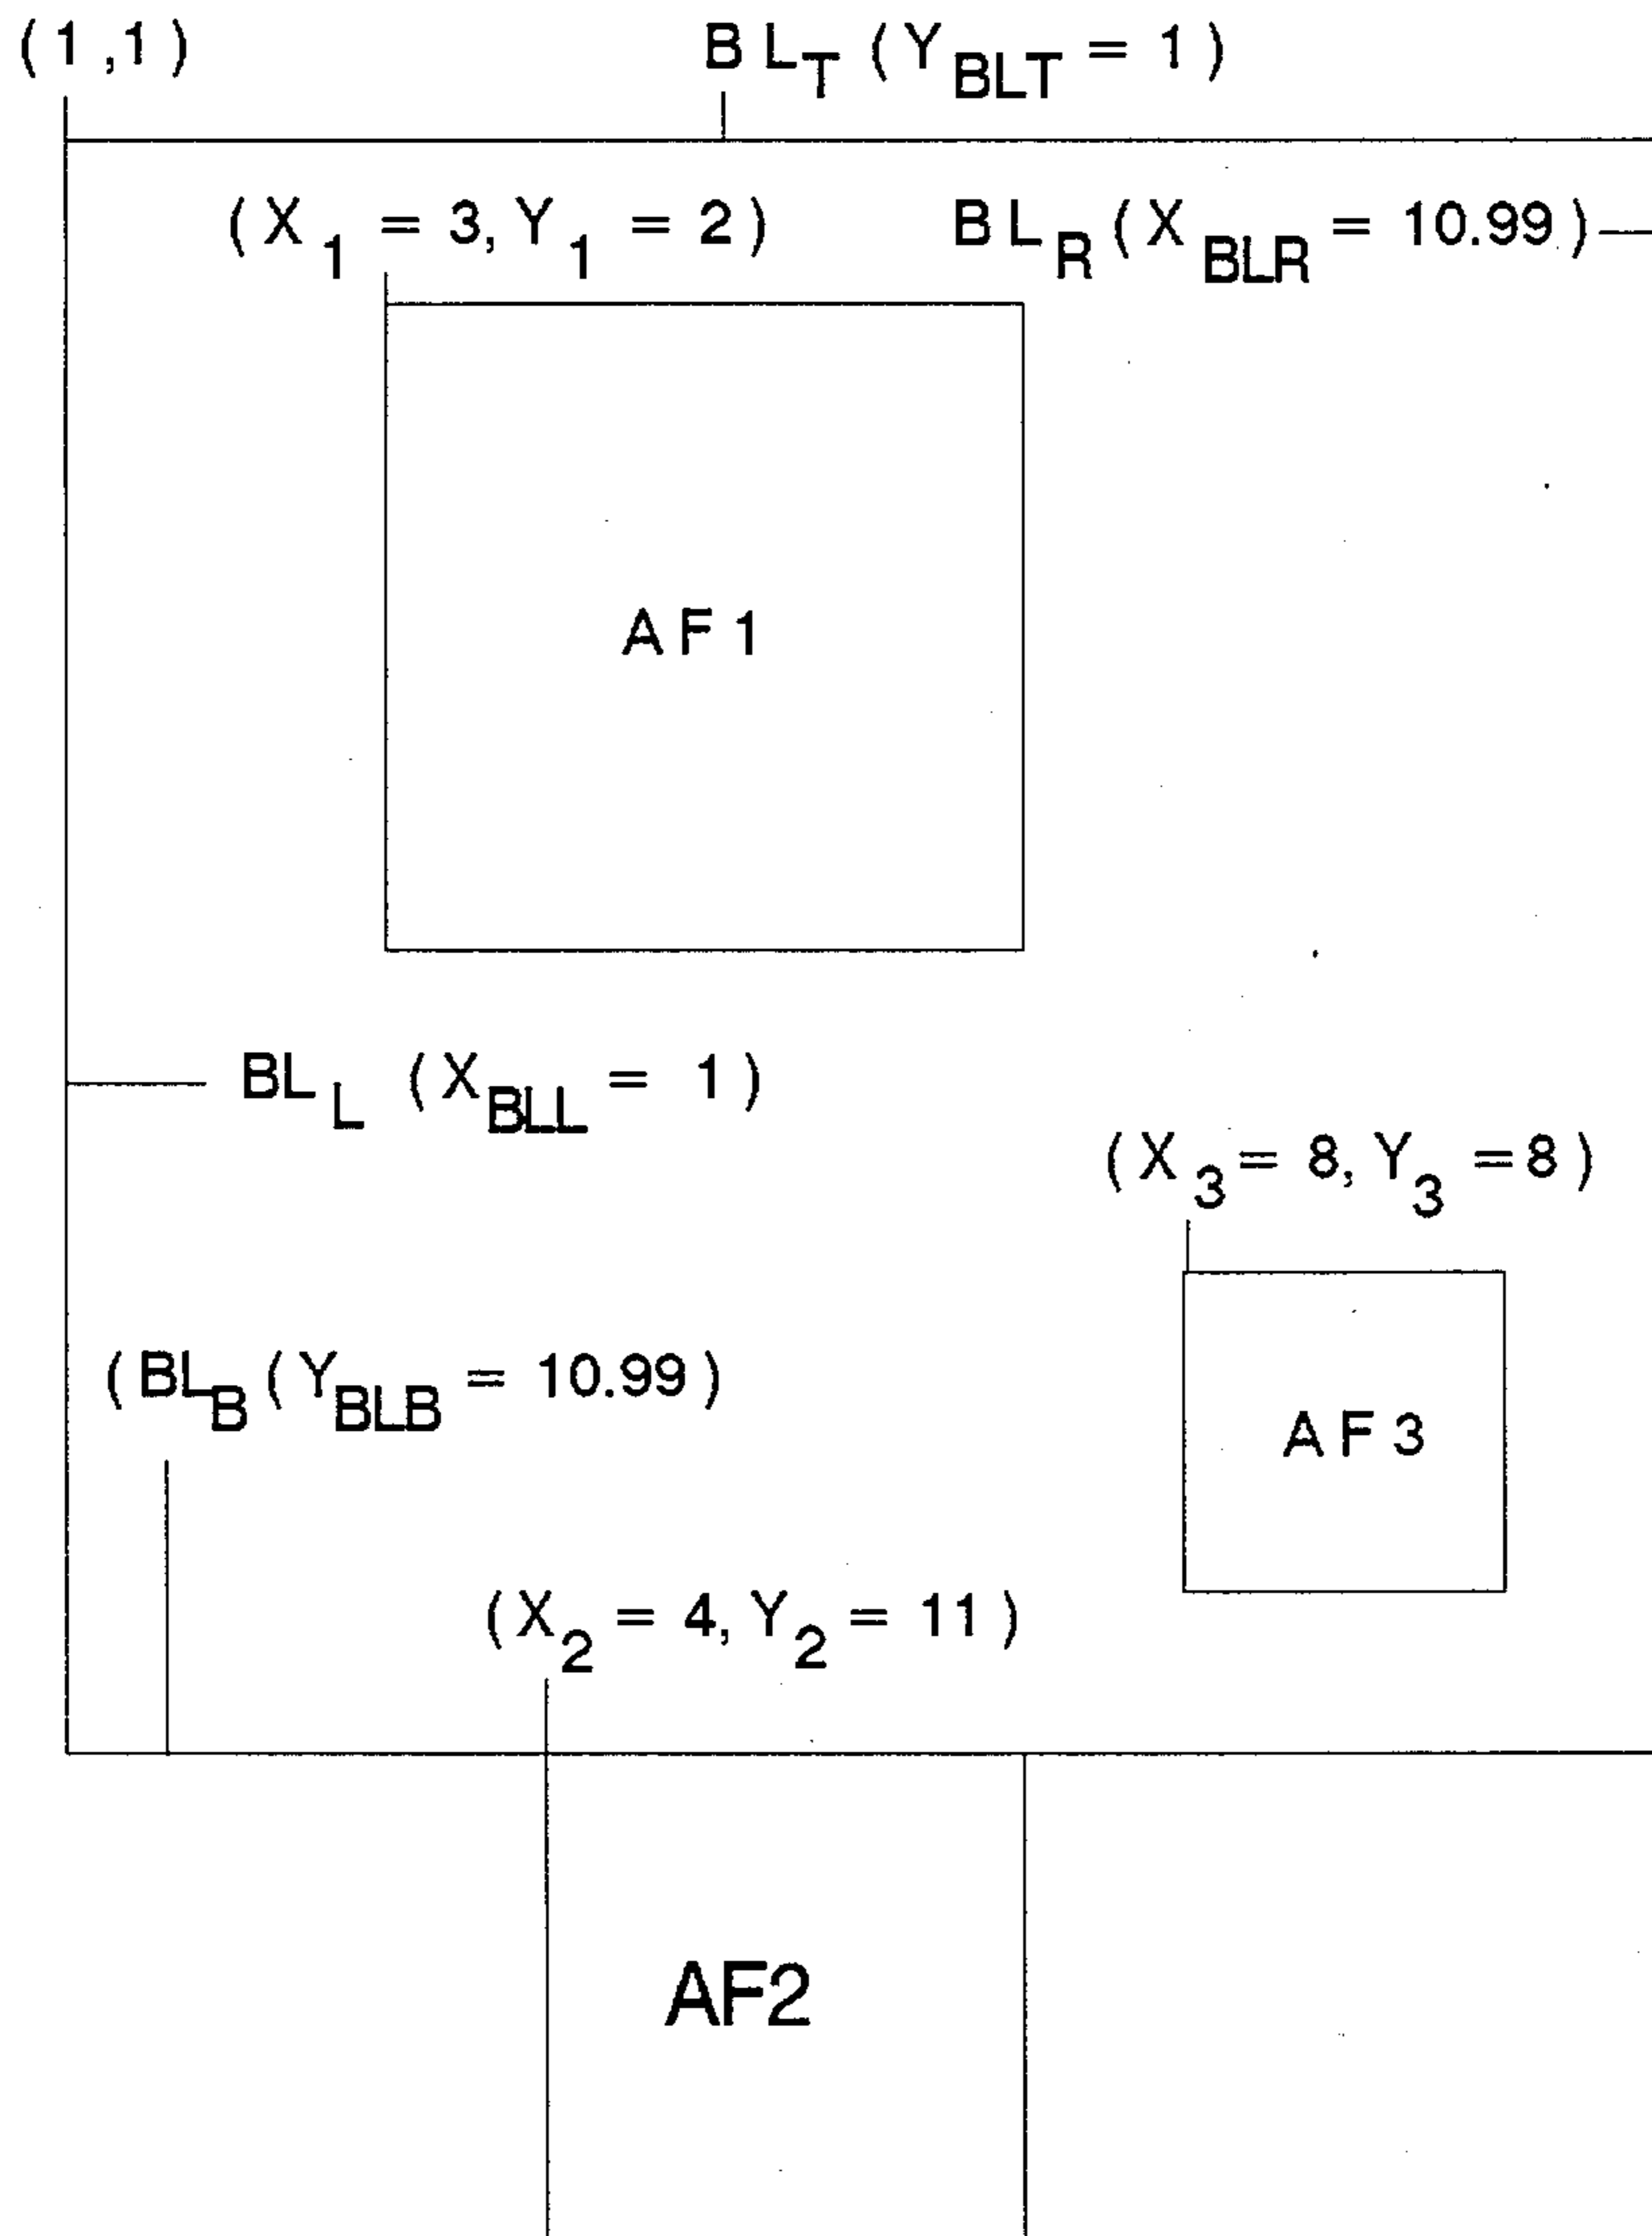 (1,1) BL_T (Y_BLT = 1)
(X_1 = 3, Y_1 = 2) BL_R (X_BLR = 10.99)
AF1
BL_L (X_BLL = 1)
(X_3 = 8, Y_3 = 8)
(BL_B (Y_BLB = 10.99)
AF3
(X_2 = 4, Y_2 = 11)
AF2